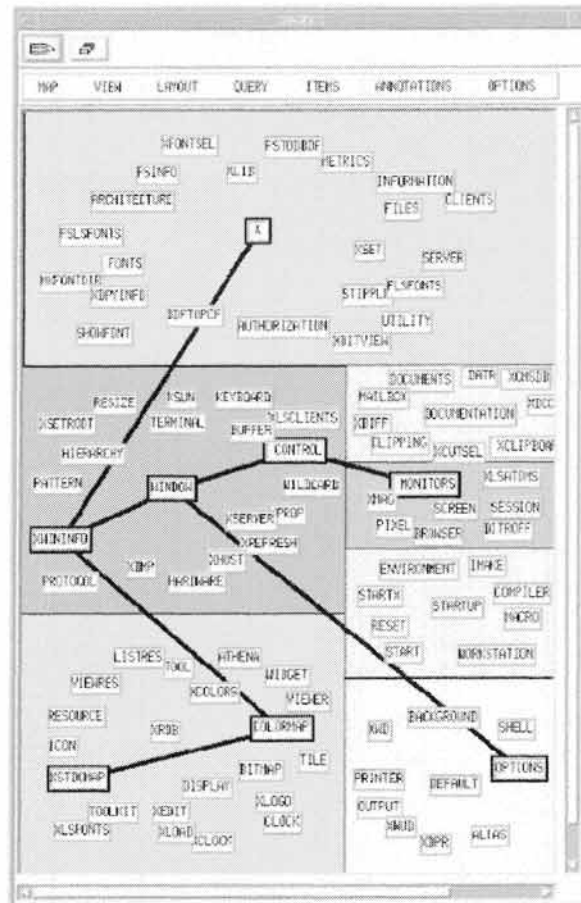 MAP VIEW LAYOUT QUERY ITEMS ANNOTATIONS OPTIONS
XFONTSEL
FSTOBDF
METRICS
FSINFO
XLIB
INFORMATION
CLIENTS
ARCHITECTURE
FILES
X
FSLSFONTS
XSET
SERVER
FONTS
MKFONTDIR
XDPYINFO
STIPPLE
FLSFONTS
BDFTOPCF
AUTHORIZATION
UTILITY
SHOWFONT
XBITVIEW
DOCUMENTS
DATA
XCMSDB
RESIZE
KEYBOARD
MAILBOX
XSETROOT
TERMINAL
XLSCLIENTS
BUFFER
XBIFF
DOCUMENTATION
HIERARCHY
CONTROL
CLIPPING
XCUTSEL
XCLIPBOAR
PATTERN
WINDOW
WILDCARD
MONITORS
XLSATOMS
XMAG
SCREEN
SESSION
XSERVER
PROP
PIXEL
BROWSER
DITROFF
XWININFO
XREFRESH
XHOST
PROTOCOL
HARDWARE
ENVIRONMENT
IMAKE
STARTX
STARTUP
COMPILER
MACRO
RESET
START
WORKSTATION
LISTRES
TOOL
ATHENA
WIDGET
VIEWRES
XCOLORS
VIEWER
RESOURCE
XRDB
COLORMAP
BACKGROUND
SHELL
XWD
ICON
TILE
BITMAP
OPTIONS
XSTDCMAP
DISPLAY
PRINTER
DEFAULT
TOOLKIT
XEDIT
XLOGO
CLOCK
OUTPUT
XLSFONTS
XLOAD
XCLOCK
XWUD
XDPR
ALIAS